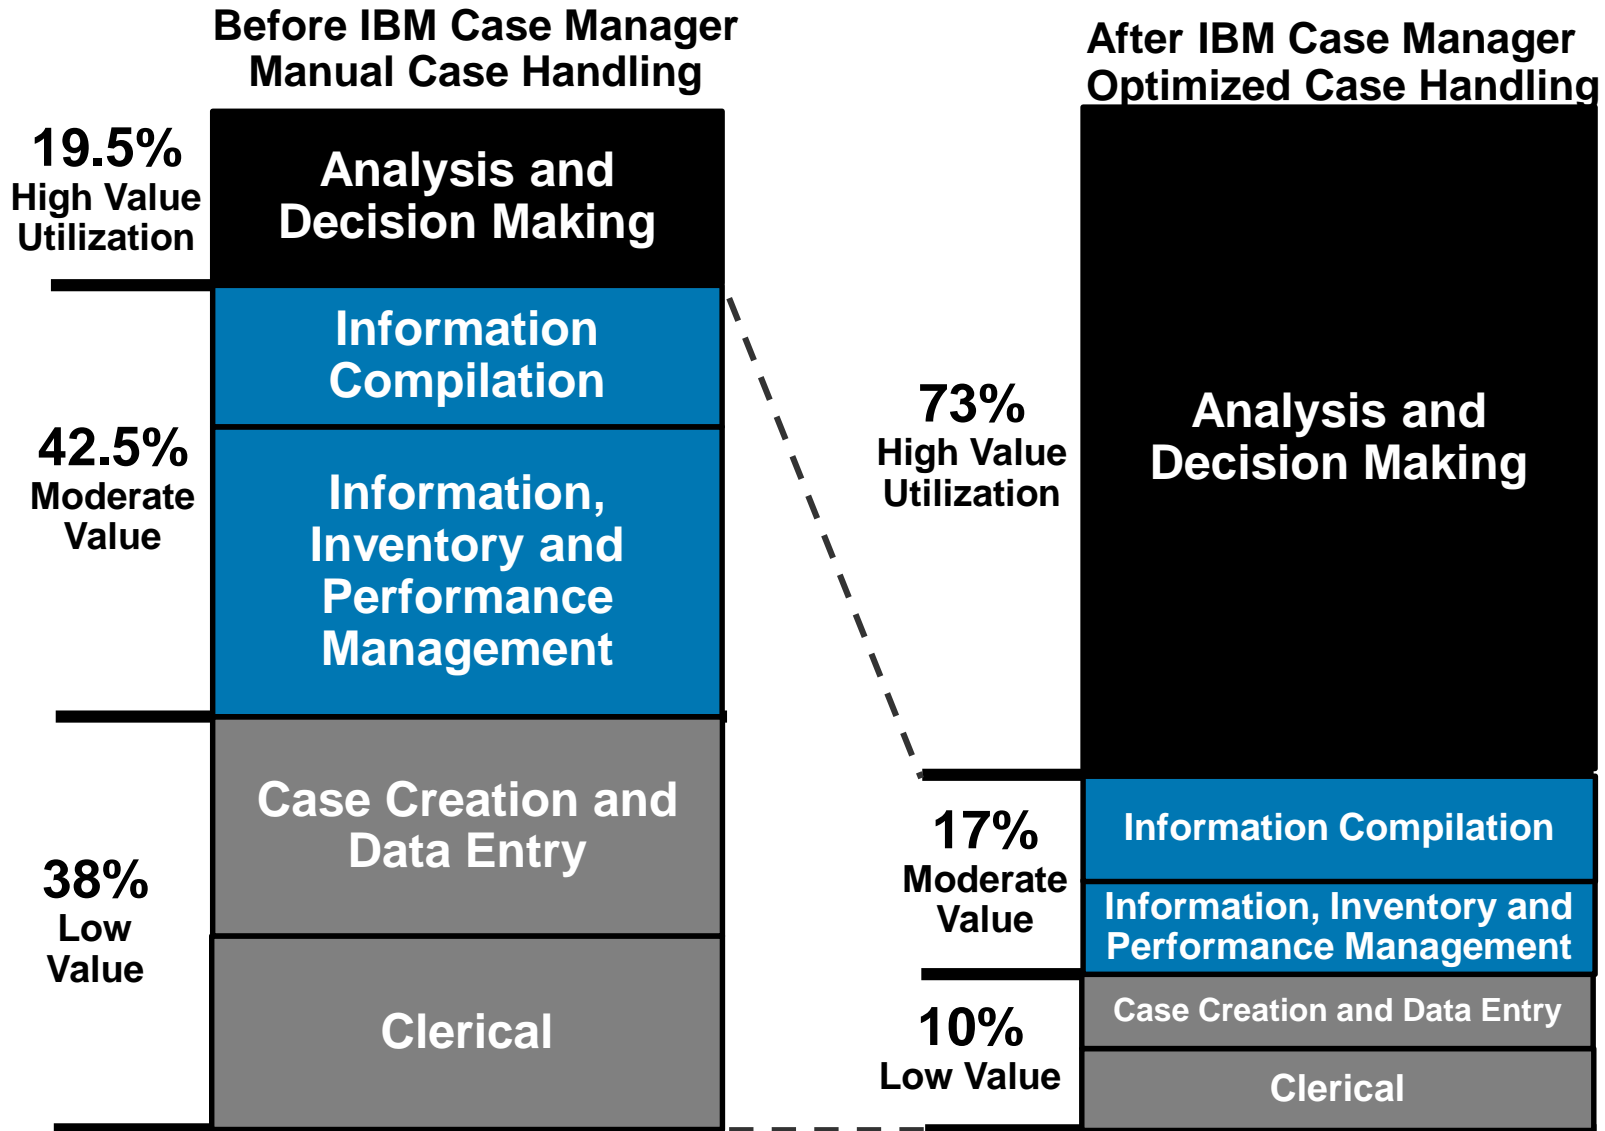 Before IBM Case Manager
Manual Case Handling
19.5%
High Value
Utilization
Analysis and
Decision Making
Information
Compilation
42.5%
Moderate
Value
Information,
Inventory and
Performance
Management
Case Creation and
Data Entry
38%
Low
Value
Clerical
After IBM Case Manager
Optimized Case Handling
73%
High Value
Utilization
Analysis and
Decision Making
17%
Moderate
Value
Information Compilation
Information, Inventory and
Performance Management
10%
Low Value
Case Creation and Data Entry
Clerical